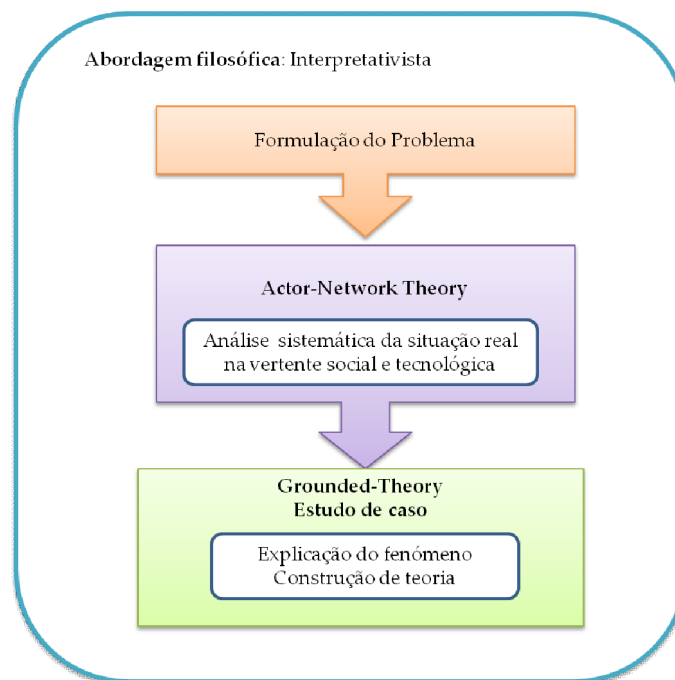 Abordagem filosófica: Interpretativista
Formulação do Problema
Actor-Network Theory
Análise sistemática da situação real
na vertente social e tecnológica
Grounded-Theory
Estudo de caso
Explicação do fenómeno
Construção de teoria